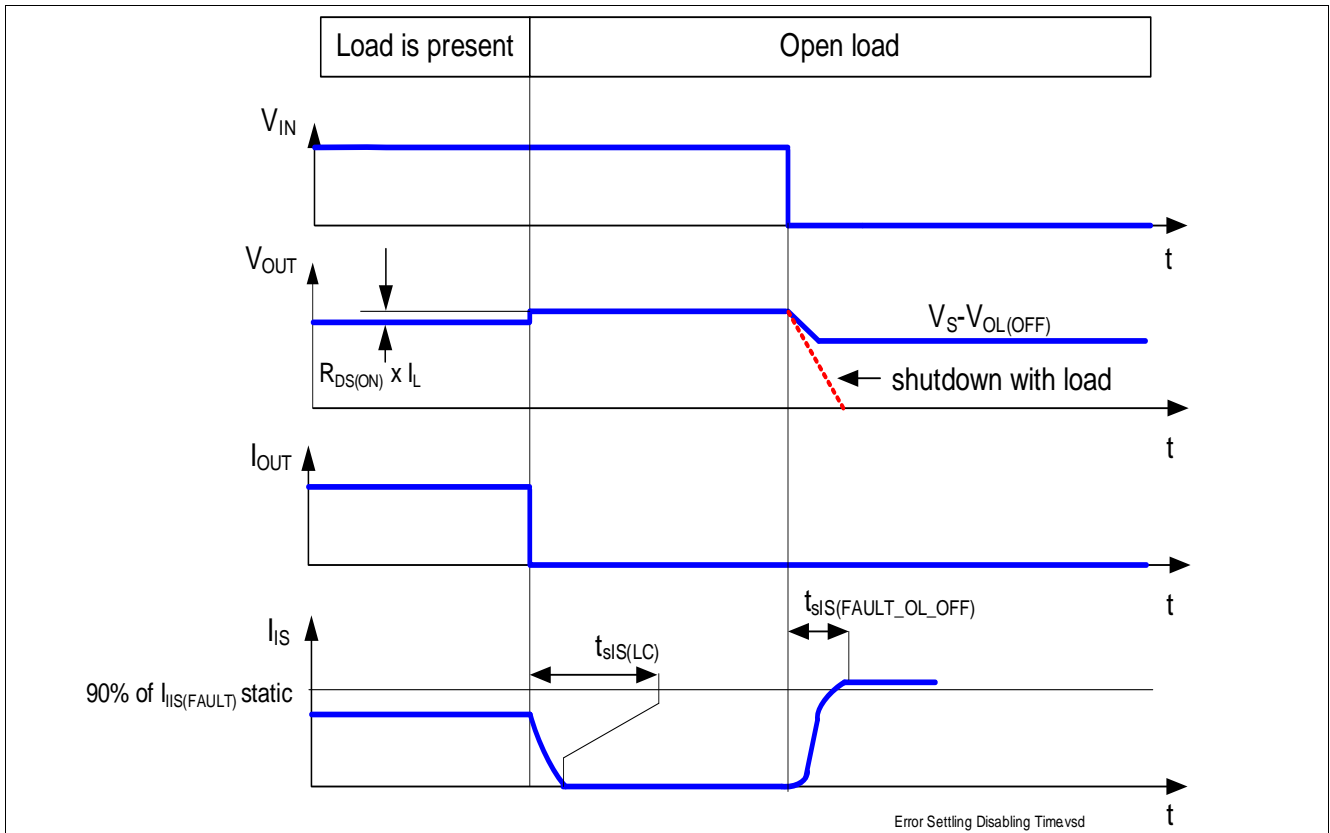 Load is present
Open load
VIN
t
VOUT
VS-VOL(OFF)
RDS(ON) x IL
shutdown with load
t
IOUT
t
tsIS(FAULT_OL_OFF)
IIS
tsIS(LC)
90% of IIIS(FAULT) static
t
Error Settling Disabling Time.vsd